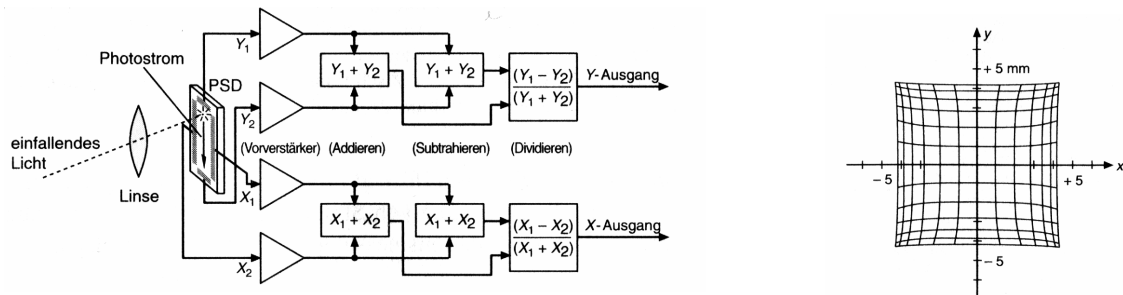 Photostrom
PSD
einfallendes
Licht
Linse
Y1
Y2
X1
X2
(Vorverstärker) (Addieren) (Subtrahieren) (Dividieren)
Y1 + Y2
Y1 + Y2
(Y1 − Y2)
(Y1 + Y2)
Y-Ausgang
X1 + X2
X1 + X2
(X1 − X2)
(X1 + X2)
X-Ausgang
y
+ 5 mm
− 5
+ 5
x
− 5